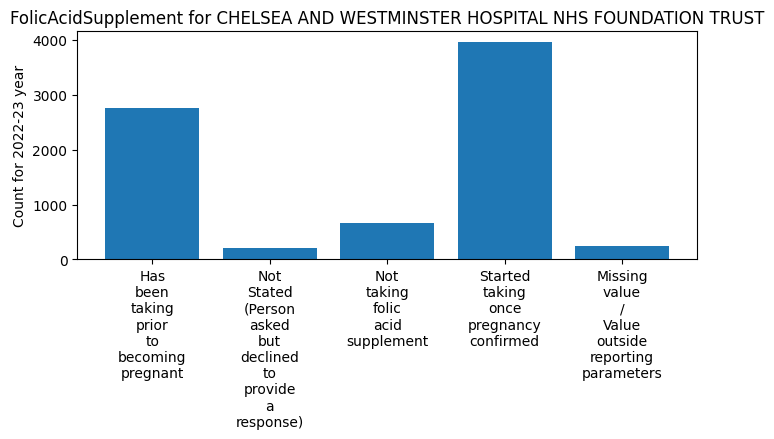 FolicAcidSupplement for CHELSEA AND WESTMINSTER HOSPITAL NHS FOUNDATION TRUST
Count for 2022-23 year
4000
3000
2000
1000
0
Has
been
taking
prior
to
becoming
pregnant
Not
Stated
(Person
asked
but
declined
to
provide
a
response)
Not
taking
folic
acid
supplement
Started
taking
once
pregnancy
confirmed
Missing
value
/
Value
outside
reporting
parameters